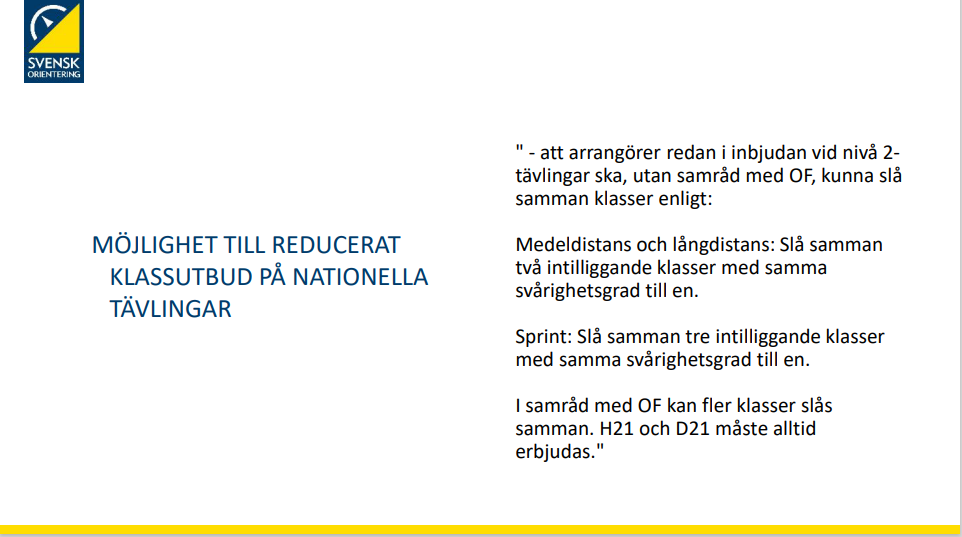 SVENSK
ORIENTERING
MÖJLIGHET TILL REDUCERAT
KLASSUTBUD PÅ NATIONELLA
TÄVLINGAR
" - att arrangörer redan i inbjudan vid nivå 2-
tävlingar ska, utan samråd med OF, kunna slå
samman klasser enligt:
Medeldistans och långdistans: Slå samman
två intilliggande klasser med samma
svårighetsgrad till en.
Sprint: Slå samman tre intilliggande klasser
med samma svårighetsgrad till en.
I samråd med OF kan fler klasser slås
samman. H21 och D21 måste alltid
erbjudas."